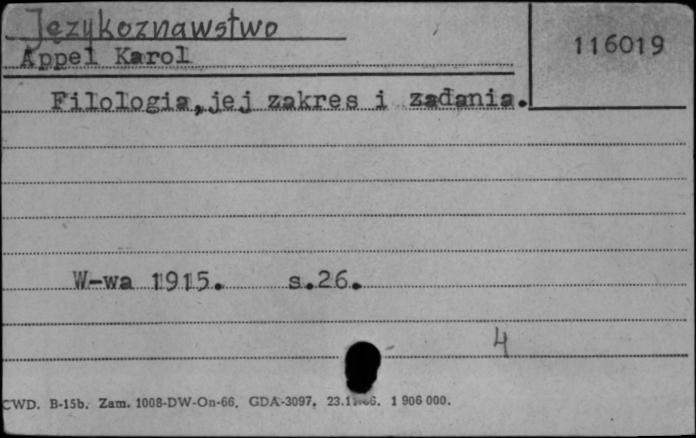 Językoznawstwo
116019
Appel Karol
Filologia, jej zakres i zadania.
W-wa 1915. s.26.
4
CWD. B-15b. Zam. 1008-DW-On-66. GDA-3097. 1 906 000.